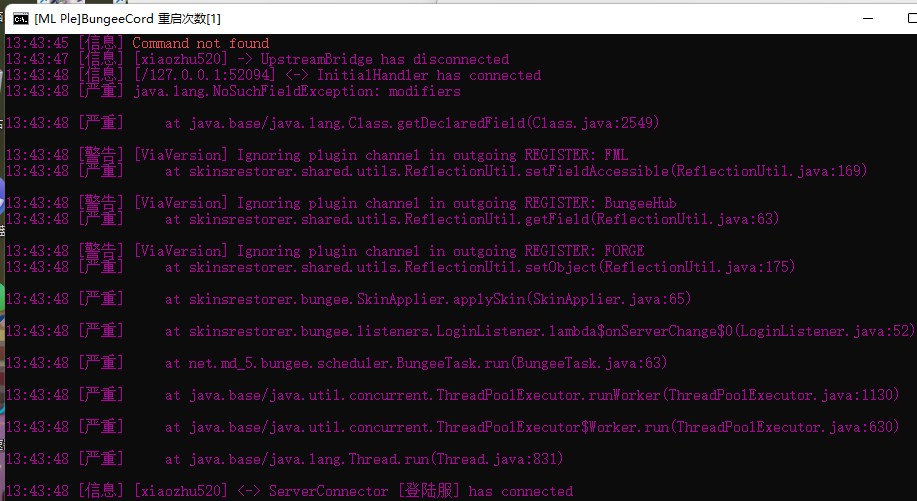 [ML Ple]BungeeCord 重启次数[1]
13:43:45 [信息] Command not found
13:43:47 [信息] [xiaozhu520] -> UpstreamBridge has disconnected
13:43:48 [信息] [/127.0.0.1:52094] <-> InitialHandler has connected
13:43:48 [严重] java.lang.NoSuchFieldException: modifiers
13:43:48 [严重]     at java.base/java.lang.Class.getDeclaredField(Class.java:2549)
13:43:48 [警告] [ViaVersion] Ignoring plugin channel in outgoing REGISTER: FML
13:43:48 [严重]     at skinsrestorer.shared.utils.ReflectionUtil.setFieldAccessible(ReflectionUtil.java:169)
13:43:48 [警告] [ViaVersion] Ignoring plugin channel in outgoing REGISTER: BungeeHub
13:43:48 [严重]     at skinsrestorer.shared.utils.ReflectionUtil.getField(ReflectionUtil.java:63)
13:43:48 [警告] [ViaVersion] Ignoring plugin channel in outgoing REGISTER: FORGE
13:43:48 [严重]     at skinsrestorer.shared.utils.ReflectionUtil.setObject(ReflectionUtil.java:175)
13:43:48 [严重]     at skinsrestorer.bungee.SkinApplier.applySkin(SkinApplier.java:65)
13:43:48 [严重]     at skinsrestorer.bungee.listeners.LoginListener.lambda$onServerChange$0(LoginListener.java:52)
13:43:48 [严重]     at net.md_5.bungee.scheduler.BungeeTask.run(BungeeTask.java:63)
13:43:48 [严重]     at java.base/java.util.concurrent.ThreadPoolExecutor.runWorker(ThreadPoolExecutor.java:1130)
13:43:48 [严重]     at java.base/java.util.concurrent.ThreadPoolExecutor$Worker.run(ThreadPoolExecutor.java:630)
13:43:48 [严重]     at java.base/java.lang.Thread.run(Thread.java:831)
13:43:48 [信息] [xiaozhu520] <-> ServerConnector [登陆服] has connected